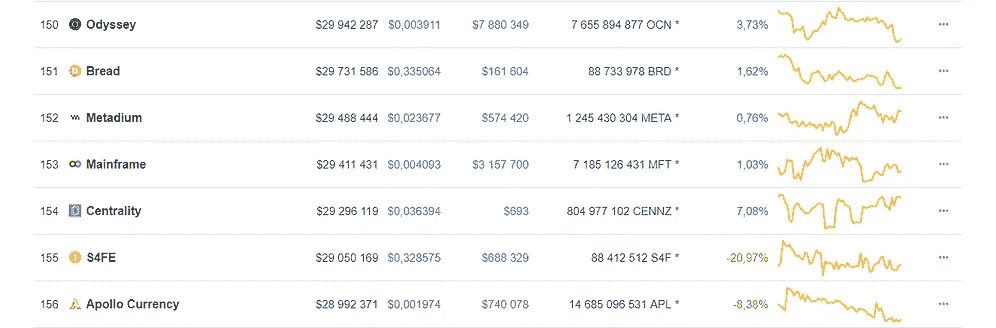 150 Odyssey $29 942 287 $0,003911 $7 880 349 7 655 894 877 OCN * 3,73% ...
151 Bread $29 731 586 $0,335064 $161 604 88 733 978 BRD * 1,62% ...
152 Metadium $29 488 444 $0,023677 $574 420 1 245 430 304 META * 0,76% ...
153 Mainframe $29 411 431 $0,004093 $3 157 700 7 185 126 431 MFT * 1,03% ...
154 Centrality $29 296 119 $0,036394 $693 804 977 102 CENNZ * 7,08% ...
155 S4FE $29 050 169 $0,328575 $688 329 88 412 512 S4F * -20,97% ...
156 Apollo Currency $28 992 371 $0,001974 $740 078 14 685 096 531 APL * -8,38% ...